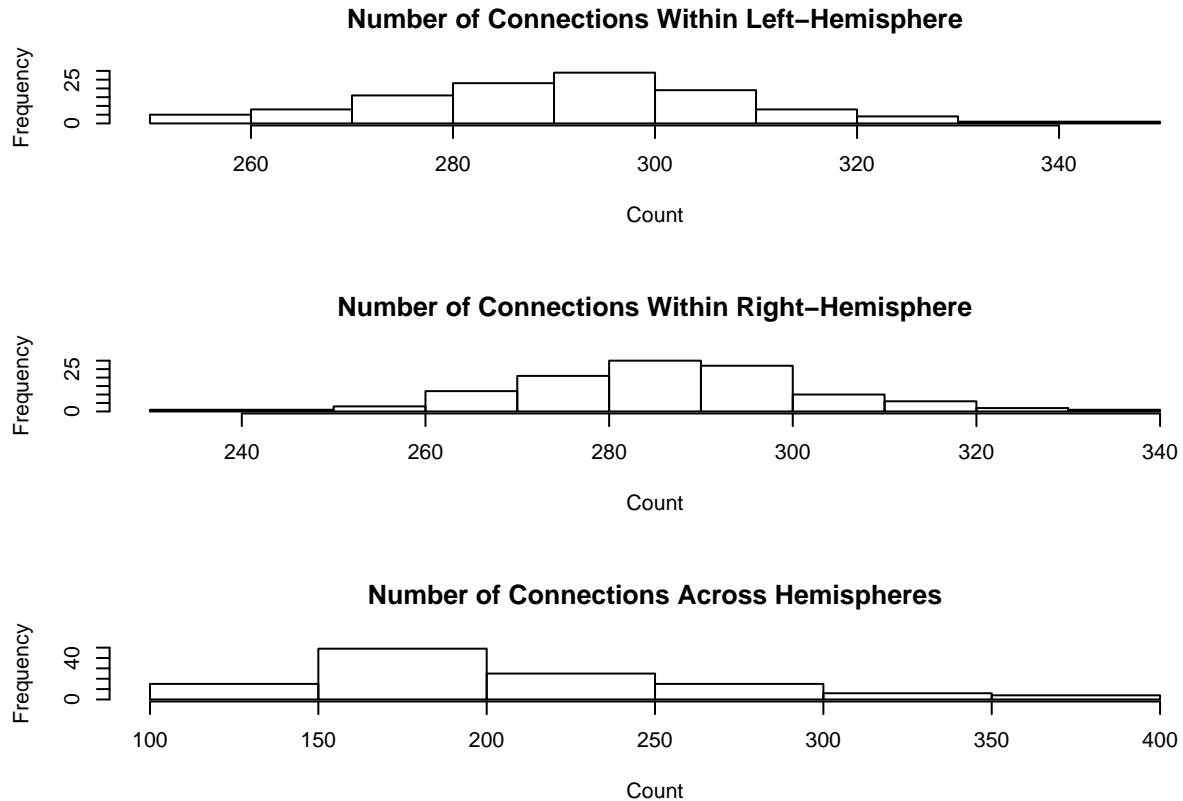 Number of Connections Within Left−Hemisphere
Frequency
0 25
260 280 300 320 340
Count
Number of Connections Within Right−Hemisphere
Frequency
0 25
240 260 280 300 320 340
Count
Number of Connections Across Hemispheres
Frequency
0 40
100 150 200 250 300 350 400
Count